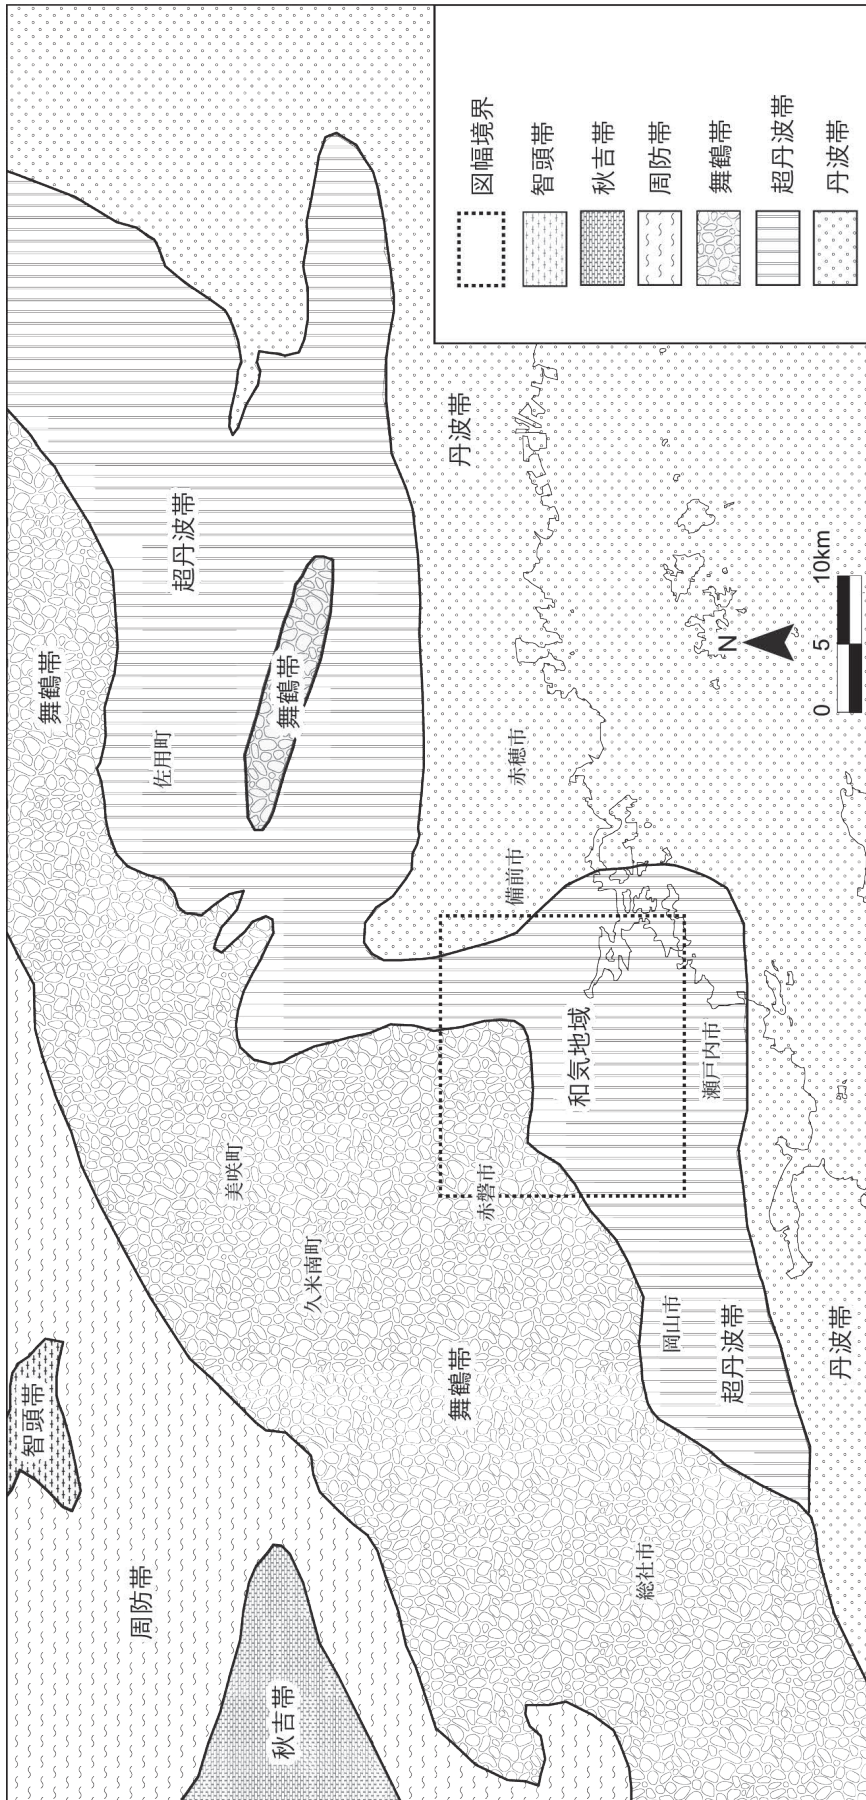 舞鶴帯
超丹波帯
舞鶴帯
佐用町
丹波帯
赤穂市
備前市
智頭帯
周防帯
秋吉帯
美咲町
久米南町
赤磐市
和気地域
瀬戸内市
舞鶴帯
岡山市
超丹波帯
総社市
丹波帯
図幅境界
智頭帯
秋吉帯
周防帯
舞鶴帯
超丹波帯
丹波帯
N
0 5 10km